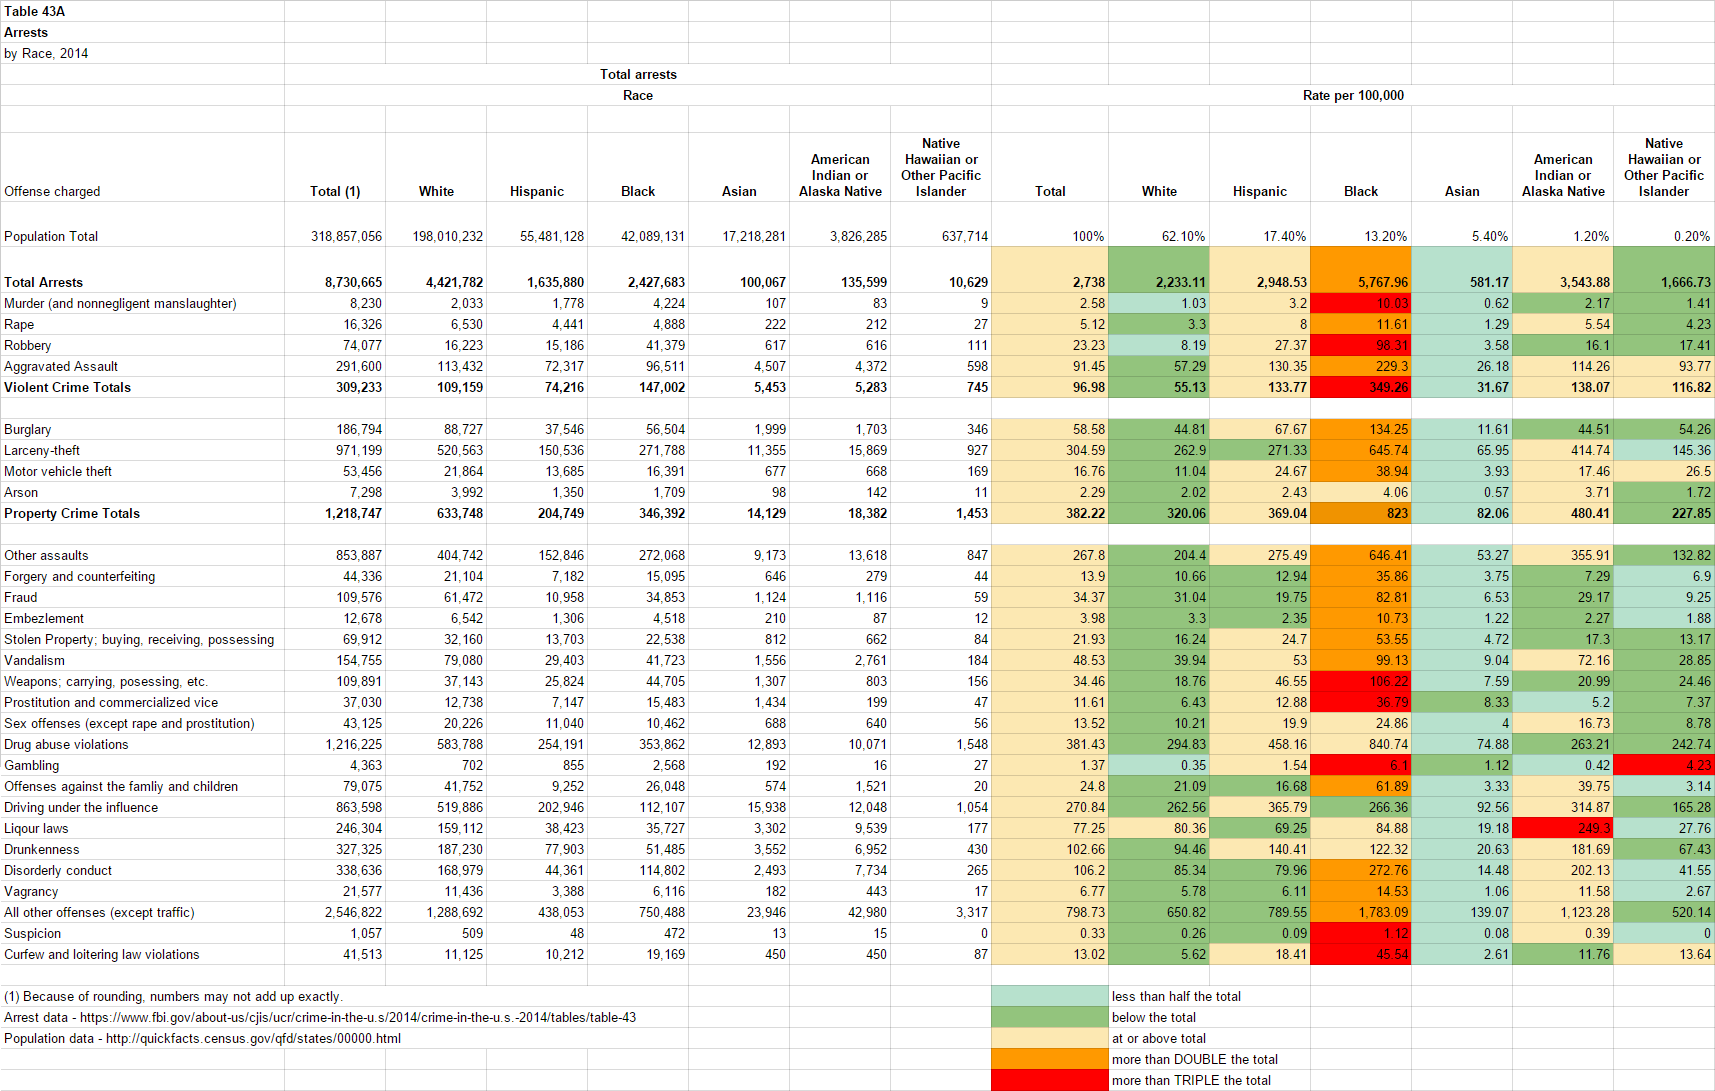 Table 43A
Arrests
by Race, 2014
Total arrests
Race Rate per 100,000
Offense charged Total (1) White Hispanic Black Asian American Indian or Alaska Native Native Hawaiian or Other Pacific Islander Total White Hispanic Black Asian American Indian or Alaska Native Native Hawaiian or Other Pacific Islander
Population Total 318,857,056 198,010,232 55,481,128 42,089,131 17,218,281 3,826,285 637,714 100% 62.10% 17.40% 13.20% 5.40% 1.20% 0.20%
Total Arrests 8,730,665 4,421,782 1,635,880 2,427,683 100,067 135,599 10,629 2,738 2,233.11 2,948.53 5,767.96 581.17 3,543.88 1,666.73
Murder (and nonnegligent manslaughter) 8,230 2,033 1,778 4,224 107 83 9 2.58 1.03 3.2 10.03 0.62 2.17 1.41
Rape 16,326 6,530 4,441 4,888 222 212 27 5.12 3.3 8 11.61 1.29 5.54 4.23
Robbery 74,077 16,223 15,186 41,379 617 616 111 23.23 8.19 27.37 98.31 3.58 16.1 17.41
Aggravated Assault 291,600 113,432 72,317 96,511 4,507 4,372 598 91.45 57.29 130.35 229.3 26.18 114.26 93.77
Violent Crime Totals 309,233 109,159 74,216 147,002 5,453 5,283 745 96.98 55.13 133.77 349.26 31.67 138.07 116.82
Burglary 186,794 88,727 37,546 56,504 1,999 1,703 346 58.58 44.81 67.67 134.25 11.61 44.51 54.26
Larceny-theft 971,199 520,563 150,536 271,788 11,355 15,869 927 304.59 262.9 271.33 645.74 65.95 414.74 145.36
Motor vehicle theft 53,456 21,864 13,685 16,391 677 668 169 16.76 11.04 24.67 38.94 3.93 17.46 26.5
Arson 7,298 3,992 1,350 1,709 98 142 11 2.29 2.02 2.43 4.06 0.57 3.71 1.72
Property Crime Totals 1,218,747 633,748 204,749 346,392 14,129 18,382 1,453 382.22 320.06 369.04 823 82.06 480.41 227.85
Other assaults 853,887 404,742 152,846 272,068 9,173 13,618 847 267.8 204.4 275.49 646.41 53.27 355.91 132.82
Forgery and counterfeiting 44,336 21,104 7,182 15,095 646 279 44 13.9 10.66 12.94 35.86 3.75 7.29 6.9
Fraud 109,576 61,472 10,958 34,853 1,124 1,116 59 34.37 31.04 19.75 82.81 6.53 29.17 9.25
Embezlement 12,678 6,542 1,306 4,518 210 87 12 3.98 3.3 2.35 10.73 1.22 2.27 1.88
Stolen Property; buying, receiving, possessing 69,912 32,160 13,703 22,538 812 662 84 21.93 16.24 24.7 53.55 4.72 17.3 13.17
Vandalism 154,755 79,080 29,403 41,723 1,556 2,761 184 48.53 39.94 53 99.13 9.04 72.16 28.85
Weapons; carrying, posessing, etc. 109,891 37,143 25,824 44,705 1,307 803 156 34.46 18.76 46.55 106.22 7.59 20.99 24.46
Prostitution and commercialized vice 37,030 12,738 7,147 15,483 1,434 199 47 11.61 6.43 12.88 36.79 8.33 5.2 7.37
Sex offenses (except rape and prostitution) 43,125 20,226 11,040 10,462 688 640 56 13.52 10.21 19.9 24.86 4 16.73 8.78
Drug abuse violations 1,216,225 583,788 254,191 353,862 12,893 10,071 1,548 381.43 294.83 458.16 840.74 74.88 263.21 242.74
Gambling 4,363 702 855 2,568 192 16 27 1.37 0.35 1.54 6.1 1.12 0.42 4.23
Offenses against the famliy and children 79,075 41,752 9,252 26,048 574 1,521 20 24.8 21.09 16.68 61.89 3.33 39.75 3.14
Driving under the influence 863,598 519,886 202,946 112,107 15,938 12,048 1,054 270.84 262.56 365.79 266.36 92.56 314.87 165.28
Liqour laws 246,304 159,112 38,423 35,727 3,302 9,539 177 77.25 80.36 69.25 84.88 19.18 249.3 27.76
Drunkenness 327,325 187,230 77,903 51,485 3,552 6,952 430 102.66 94.46 140.41 122.32 20.63 181.69 67.43
Disorderly conduct 338,636 168,979 44,361 114,802 2,493 7,734 265 106.2 85.34 79.96 272.76 14.48 202.13 41.55
Vagrancy 21,577 11,436 3,388 6,116 182 443 17 6.77 5.78 6.11 14.53 1.06 11.58 2.67
All other offenses (except traffic) 2,546,822 1,288,692 438,053 750,488 23,946 42,980 3,317 798.73 650.82 789.55 1,783.09 139.07 1,123.28 520.14
Suspicion 1,057 509 48 472 13 15 0 0.33 0.26 0.09 1.12 0.08 0.39 0
Curfew and loitering law violations 41,513 11,125 10,212 19,169 450 450 87 13.02 5.62 18.41 45.54 2.61 11.76 13.64
(1) Because of rounding, numbers may not add up exactly. less than half the total
Arrest data - https://www.fbi.gov/about-us/cjis/ucr/crime-in-the-u.s/2014/crime-in-the-u.s.-2014/tables/table-43 below the total
Population data - http://quickfacts.census.gov/qfd/states/00000.html at or above total
more than DOUBLE the total
more than TRIPLE the total